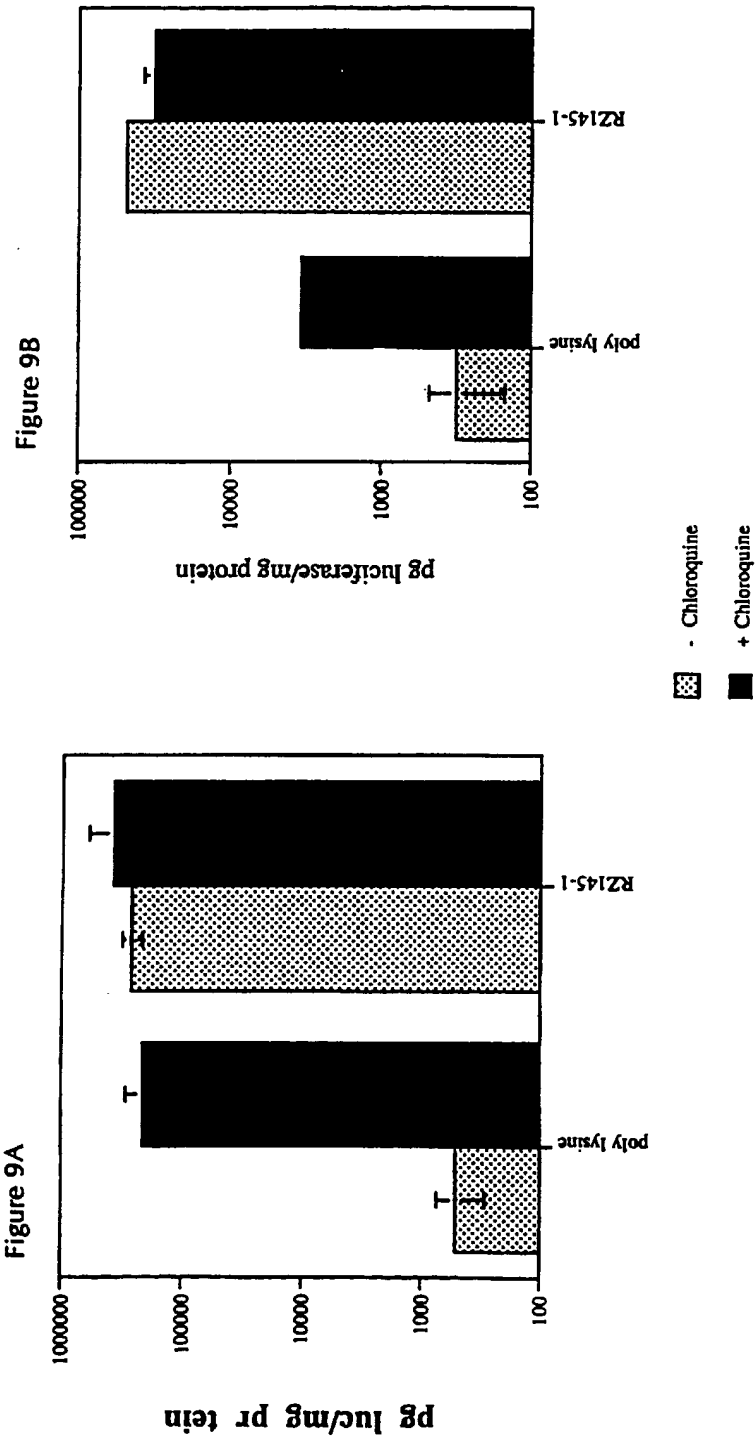 Figure 9A
1000000
100000
10000
1000
100
pg luc/mg pr tein
poly lysine
RZ145-1
Figure 9B
100000
10000
1000
100
pg luciferase/mg protein
poly lysine
RZ145-1
- Chloroquine
+ Chloroquine